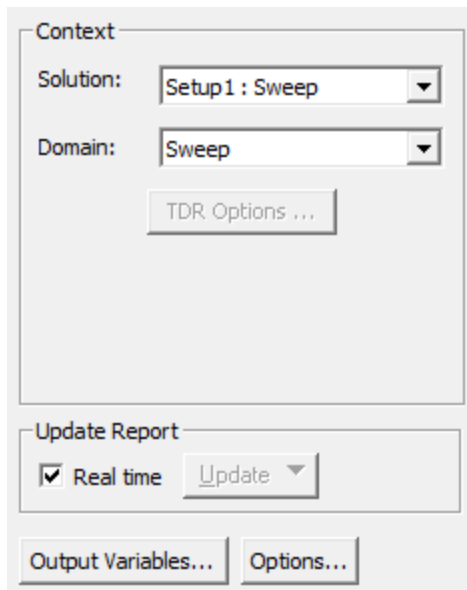 Context
Solution: Setup1 : Sweep
Domain: Sweep
TDR Options ...
Update Report
Real time Update
Output Variables... Options...